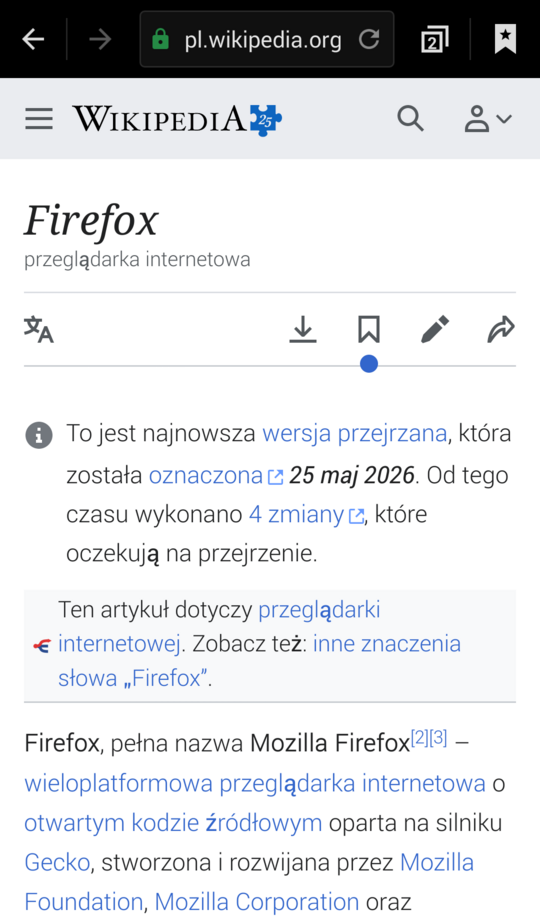 pl.wikipedia.org
2
WIKIPEDIA 25
Firefox
przeglądarka internetowa
To jest najnowsza wersja przejrzana, która
została oznaczona 25 maj 2026. Od tego
czasu wykonano 4 zmiany, które
oczekują na przejrzenie.
Ten artykuł dotyczy przeglądarki
internetowej. Zobacz też: inne znaczenia
słowa „Firefox”.
Firefox, pełna nazwa Mozilla Firefox[2][3] –
wieloplatformowa przeglądarka internetowa o
otwartym kodzie źródłowym oparta na silniku
Gecko, stworzona i rozwijana przez Mozilla
Foundation, Mozilla Corporation oraz